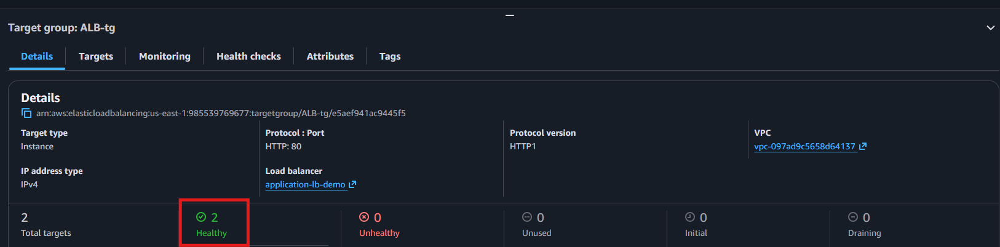 Target group: ALB-tg
Details Targets Monitoring Health checks Attributes Tags
Details
arn:aws:elasticloadbalancing:us-east-1:985539769677:targetgroup/ALB-tg/e5aef941ac9445f5
Target type Protocol : Port Protocol version VPC
Instance HTTP: 80 HTTP1 vpc-097ad9c5658d64137
IP address type Load balancer
IPv4 application-lb-demo
2 2 0 0 0 0
Total targets Healthy Unhealthy Unused Initial Draining